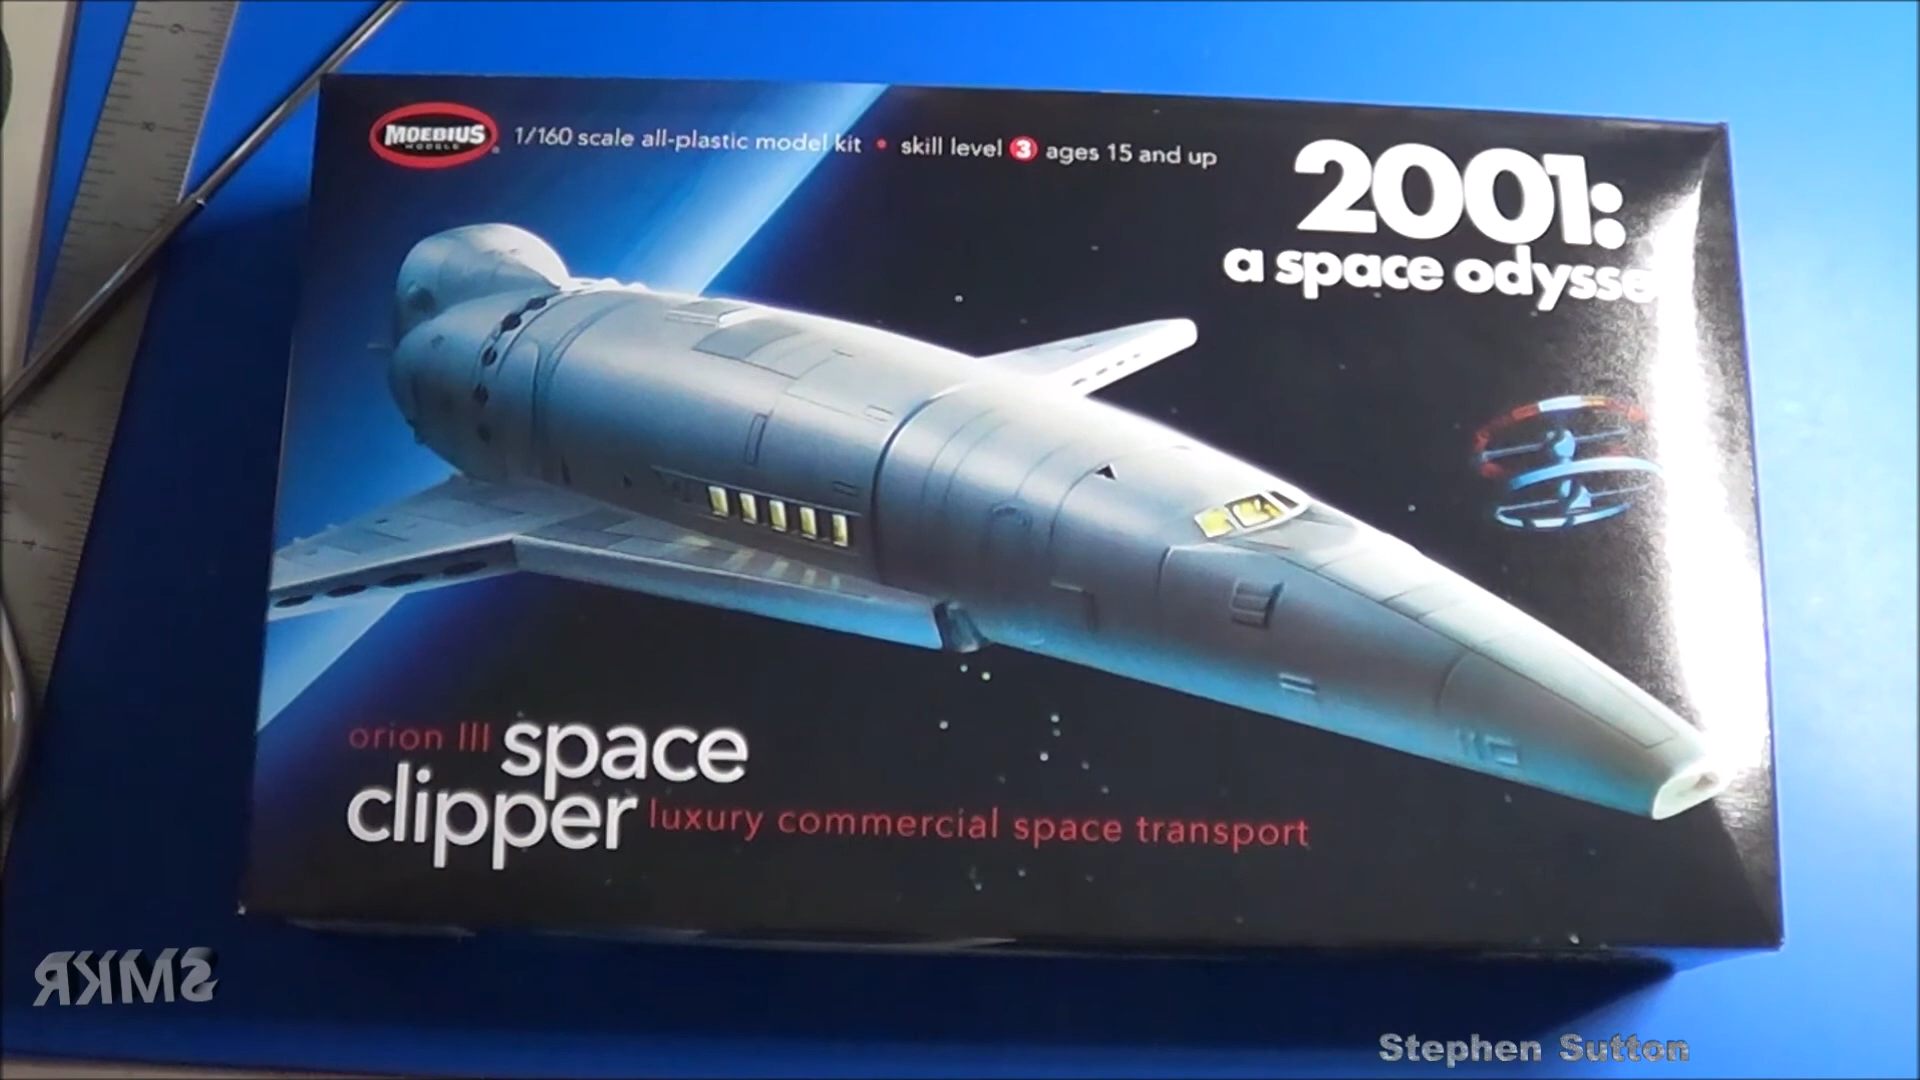 MOEBIUS
MODELS
1/160 scale all-plastic model kit • skill level 3 ages 15 and up
2001:
a space odysse
orion III space
clipper luxury commercial space transport
SMKR
Stephen Sutton